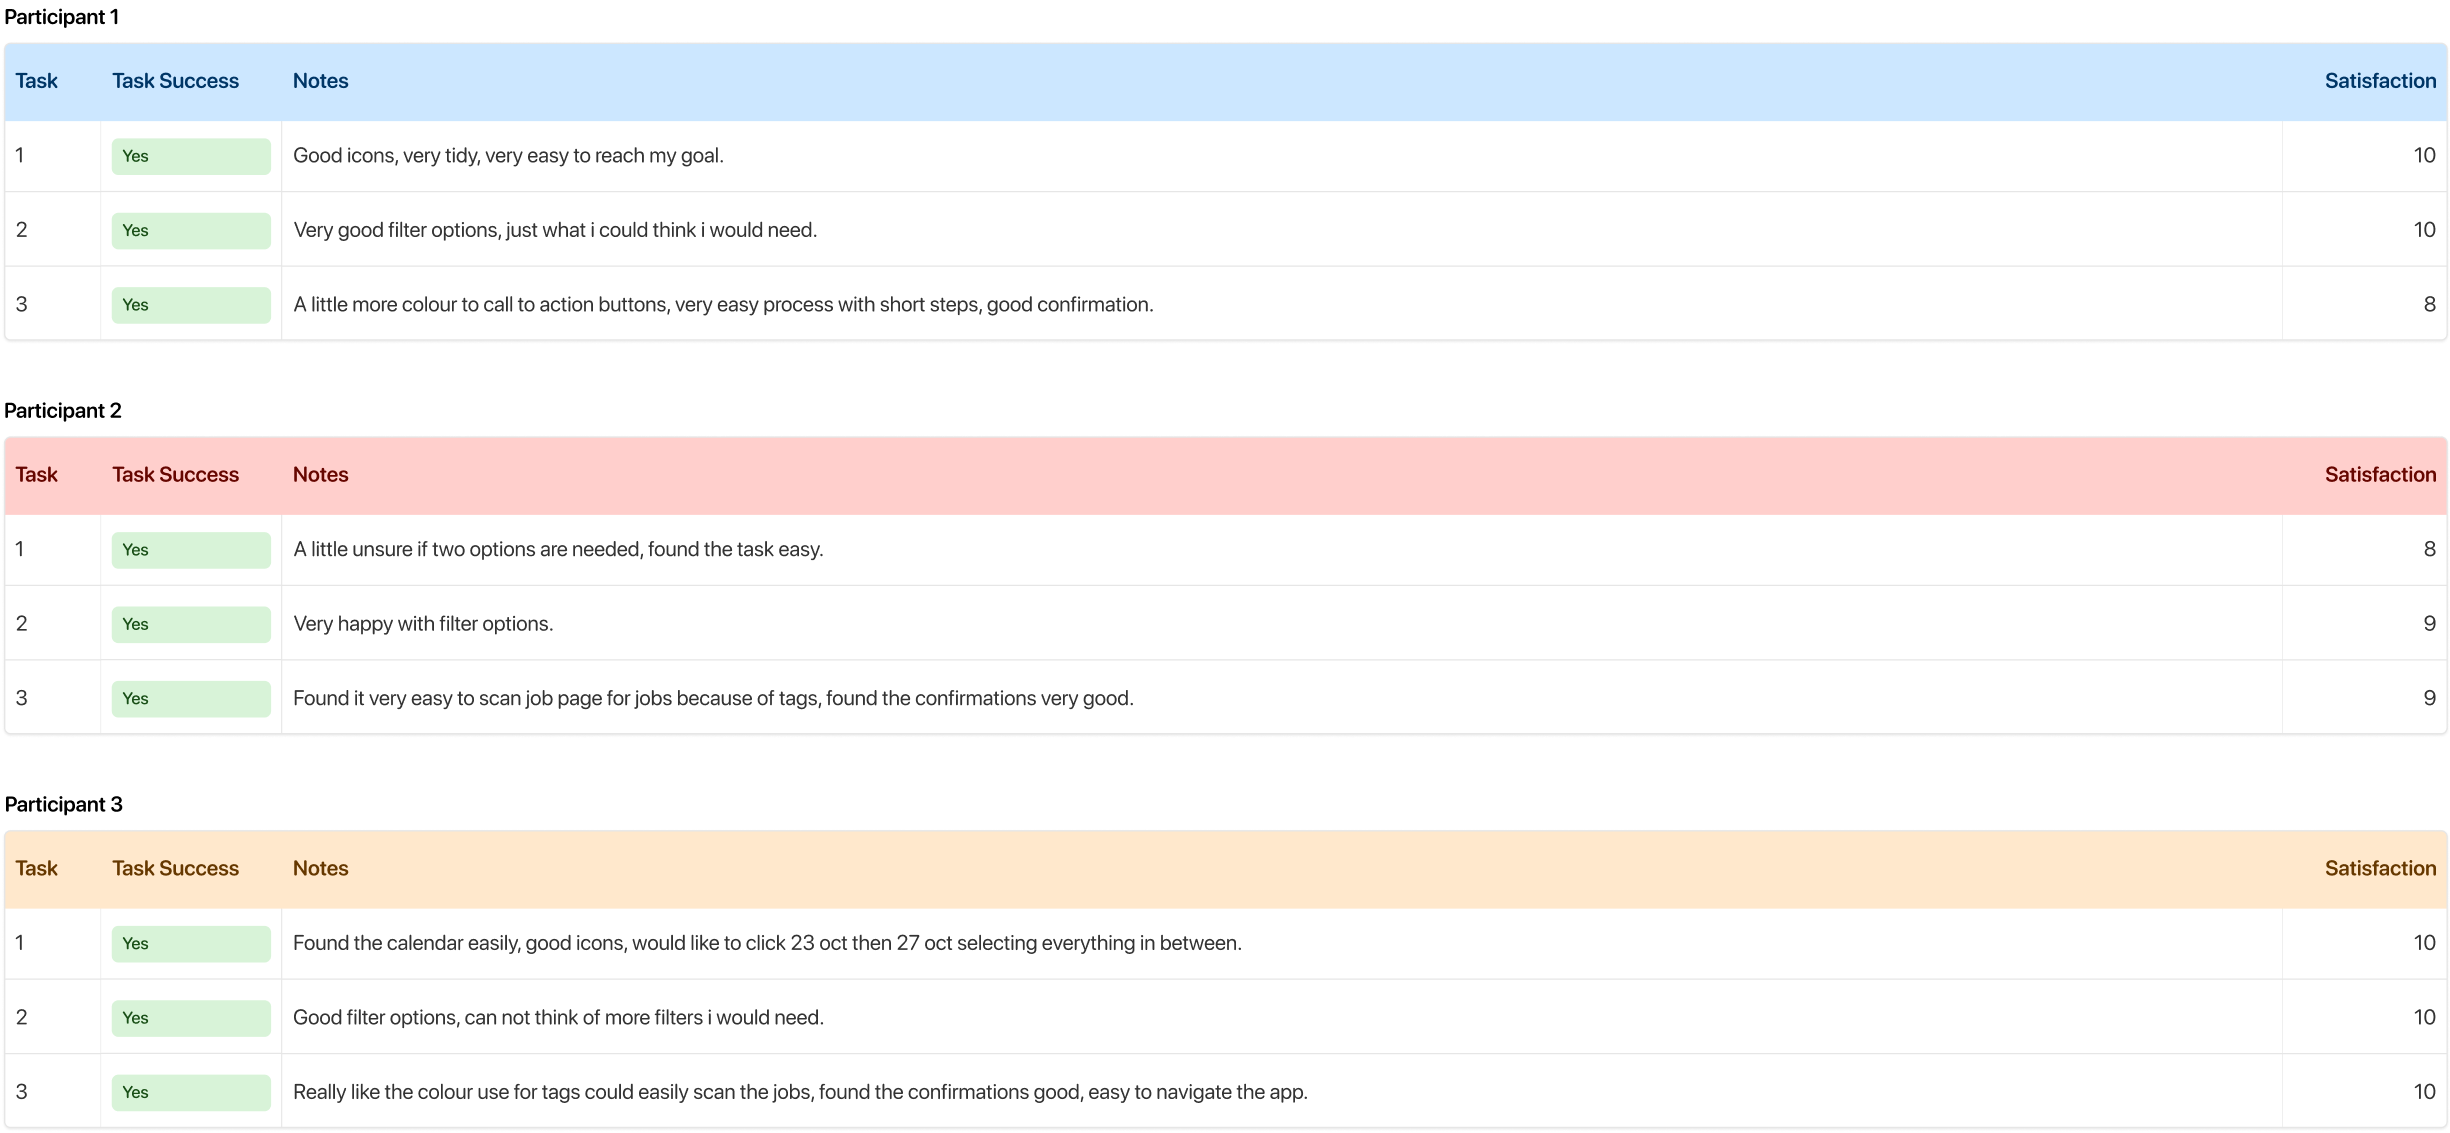 Participant 1
Task Task Success Notes Satisfaction
1 Yes Good icons, very tidy, very easy to reach my goal. 10
2 Yes Very good filter options, just what i could think i would need. 10
3 Yes A little more colour to call to action buttons, very easy process with short steps, good confirmation. 8
Participant 2
Task Task Success Notes Satisfaction
1 Yes A little unsure if two options are needed, found the task easy. 8
2 Yes Very happy with filter options. 9
3 Yes Found it very easy to scan job page for jobs because of tags, found the confirmations very good. 9
Participant 3
Task Task Success Notes Satisfaction
1 Yes Found the calendar easily, good icons, would like to click 23 oct then 27 oct selecting everything in between. 10
2 Yes Good filter options, can not think of more filters i would need. 10
3 Yes Really like the colour use for tags could easily scan the jobs, found the confirmations good, easy to navigate the app. 10